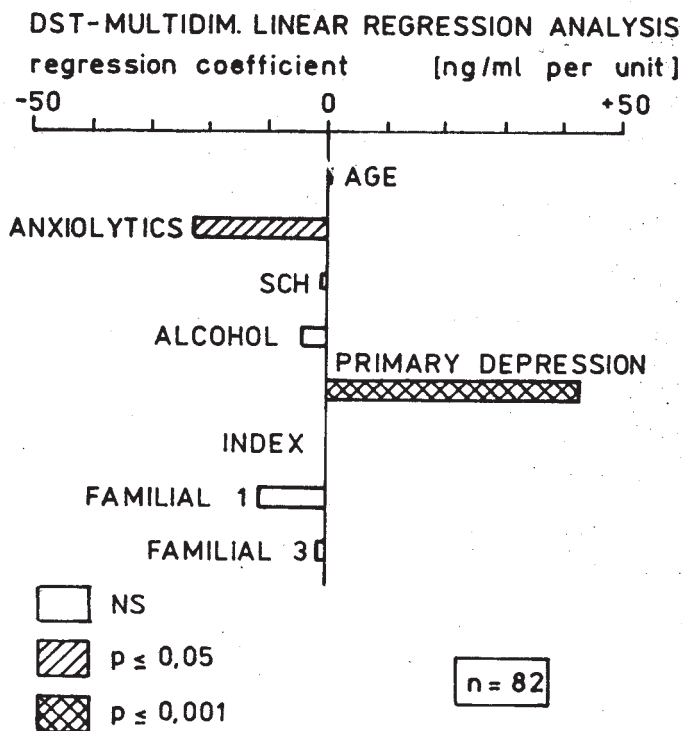 DST-MULTIDIM. LINEAR REGRESSION ANALYSIS
regression coefficient [ng/ml per unit]
-50 0 +50
AGE
ANXIOLYTICS
SCH
ALCOHOL
PRIMARY DEPRESSION
INDEX
FAMILIAL 1
FAMILIAL 3
NS
p ≤ 0,05
n = 82
p ≤ 0,001